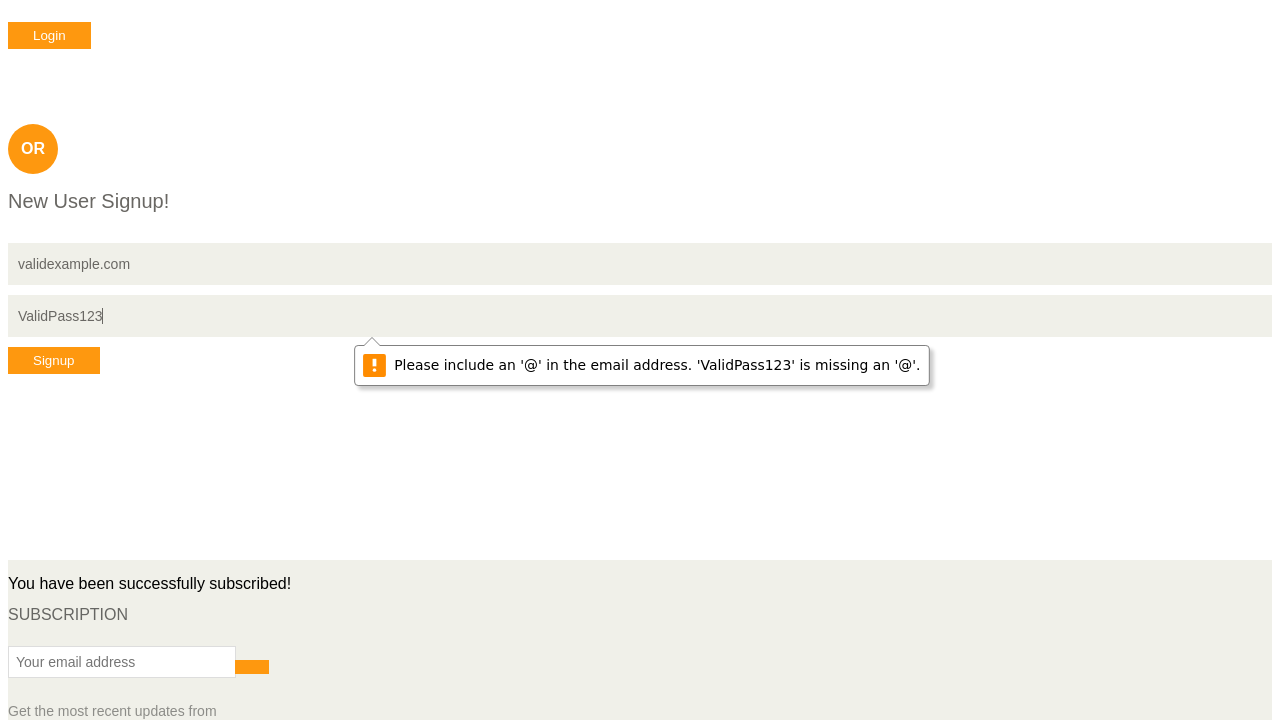 Login
OR
New User Signup!
validexample.com
ValidPass123
Signup
Please include an '@' in the email address. 'ValidPass123' is missing an '@'.
You have been successfully subscribed!
SUBSCRIPTION
Your email address
Get the most recent updates from